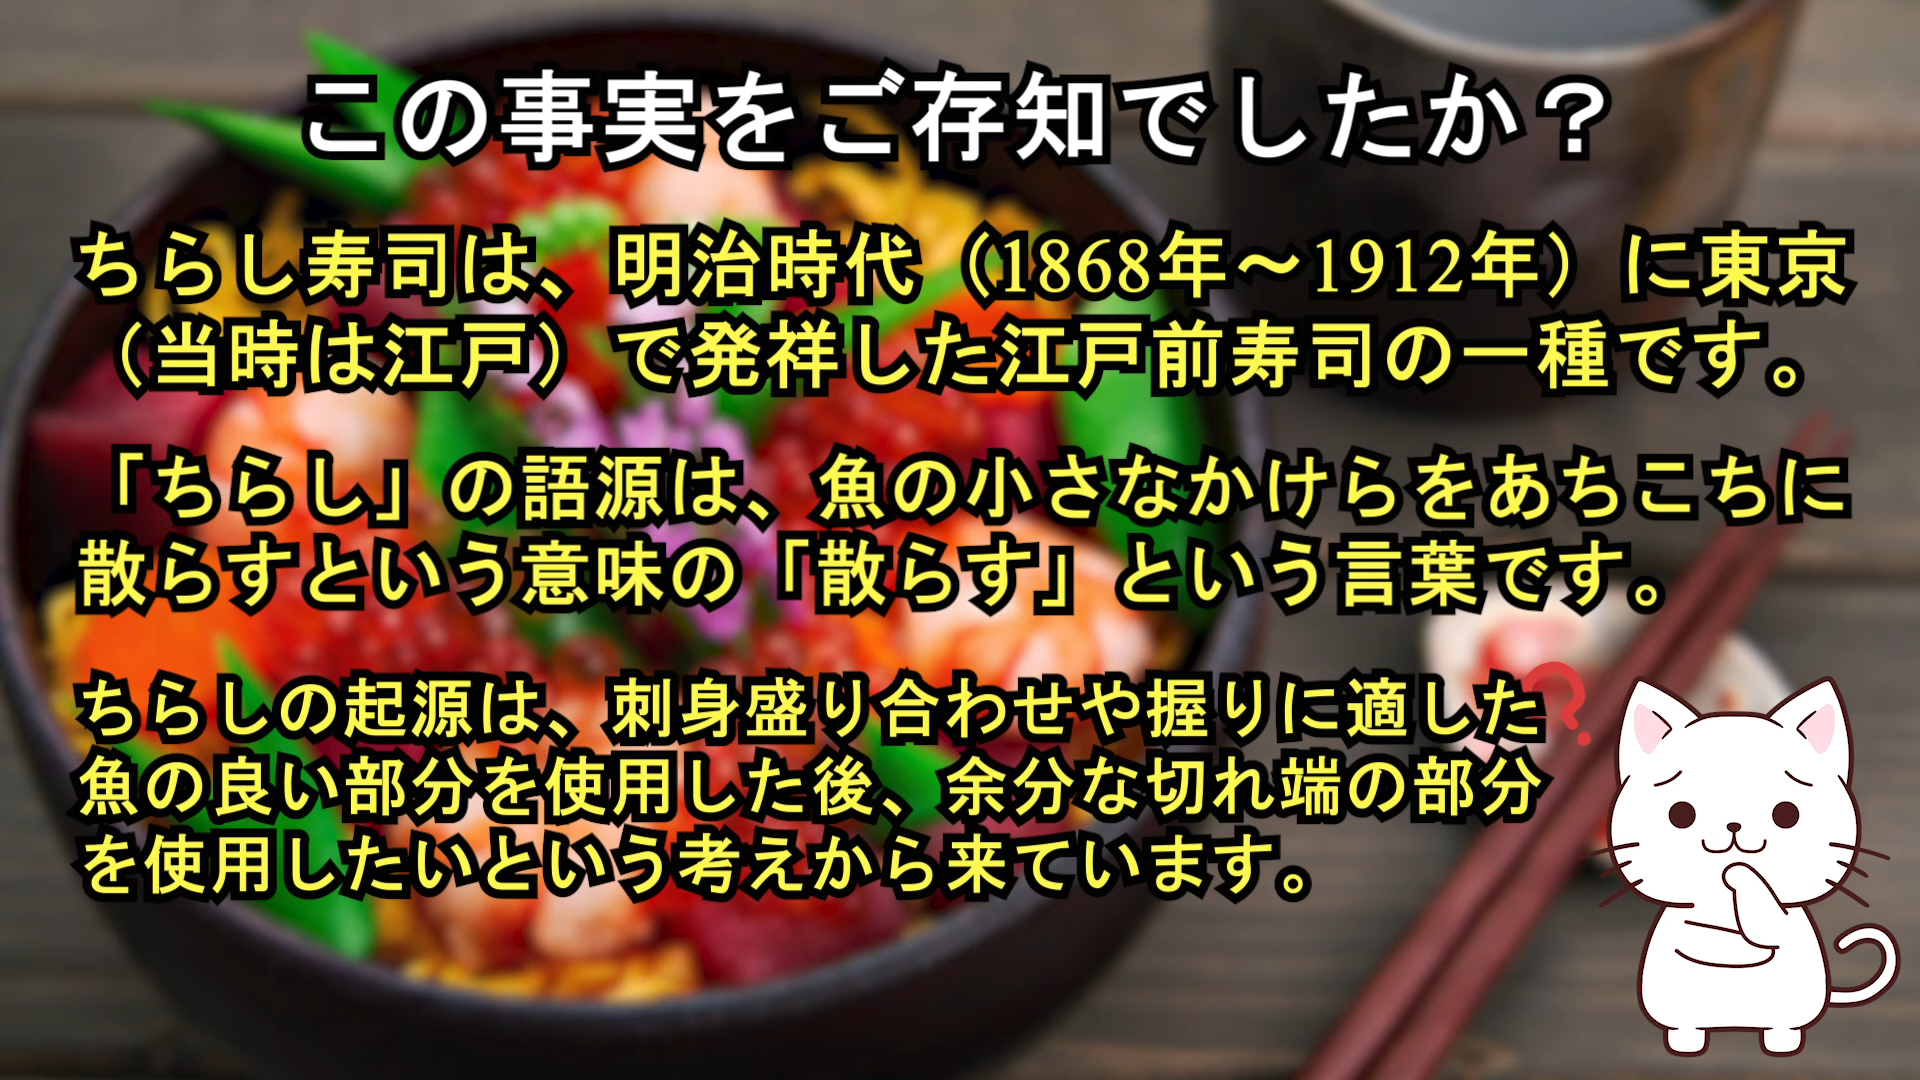 この事実をご存知でしたか？
ちらし寿司は、明治時代（1868年～1912年）に東京
（当時は江戸）で発祥した江戸前寿司の一種です。
「ちらし」の語源は、魚の小さなかけらをあちこちに
散らすという意味の「散らす」という言葉です。
ちらしの起源は、刺身盛り合わせや握りに適した
魚の良い部分を使用した後、余分な切れ端の部分
を使用したいという考えから来ています。
?